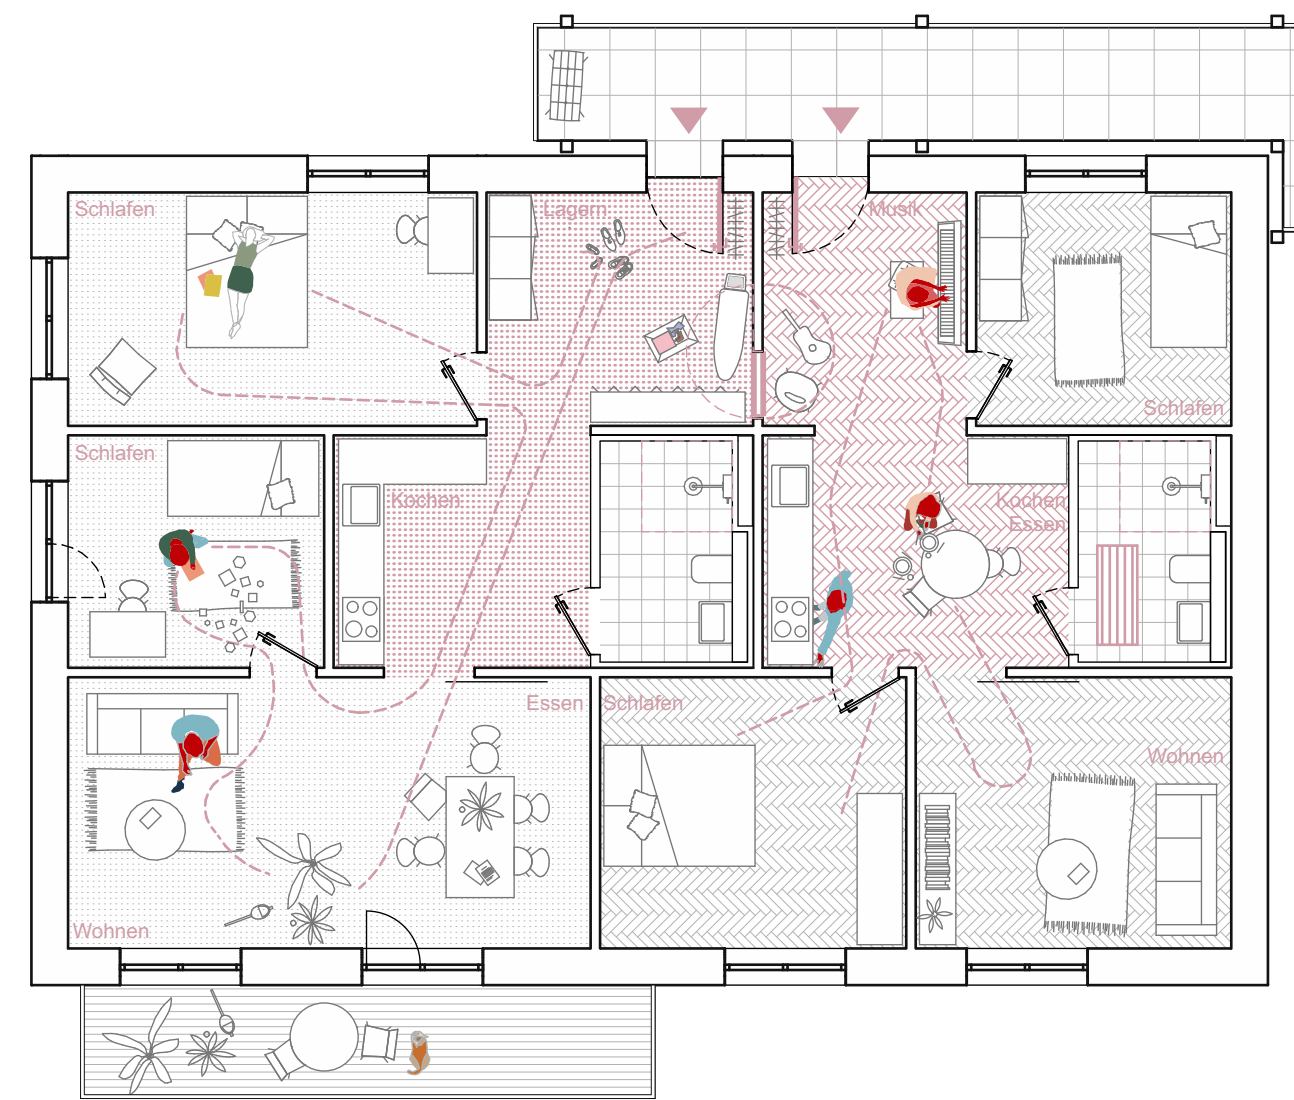 Schlafen
Lagern
Musik
Schlafen
Schlafen
Kochen
Kochen
Essen
Essen
Schlafen
Wohnen
Wohnen